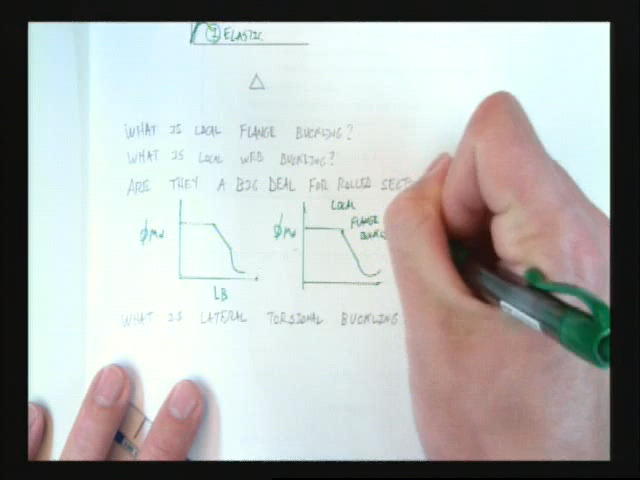 ② ELASTIC
Δ
WHAT IS LOCAL FLANGE BUCKLING?
WHAT IS LOCAL WEB BUCKLING?
ARE THEY A BIG DEAL FOR ROLLED
LOCAL
FLANGE
ϕMn ϕMn
LB
WHAT IS LATERAL TORSIONAL BUCKLING